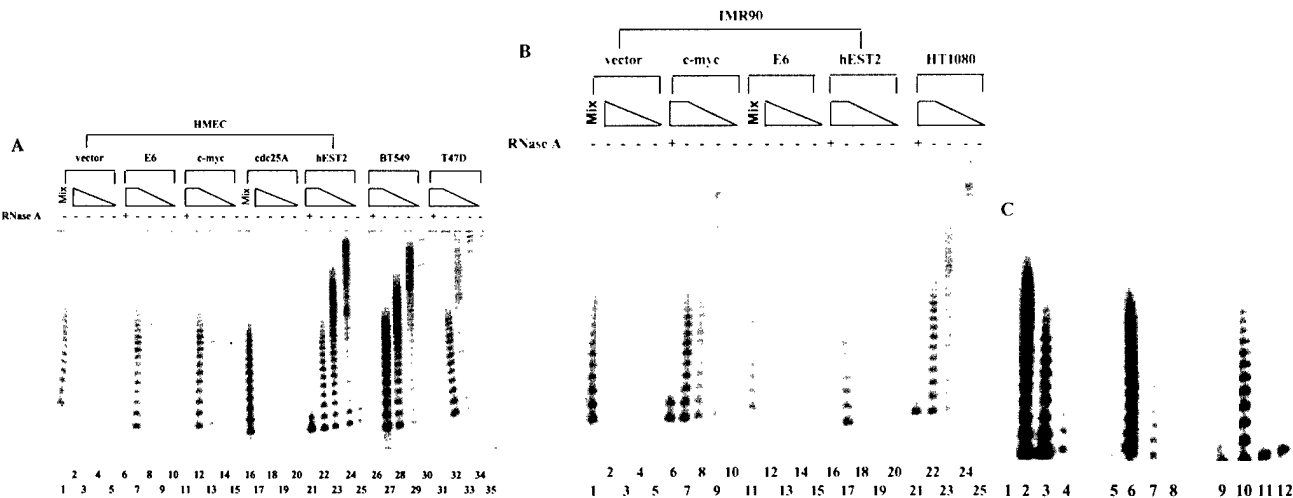 A
HMEC
vector E6 c-myc cdc25A hEST2 BT549 T47D
Mix Mix
RNase A - - - - - + - - - - + - - - - - - - - - + - - - - + - - - - + - - - -
2 4 6 8 10 12 14 16 18 20 22 24 26 28 30 32 34
1 3 5 7 9 11 13 15 17 19 21 23 25 27 29 31 33 35
B
IMR90
vector c-myc E6 hEST2 HT1080
Mix Mix
RNase A - - - - - + - - - - - - - - - + - - - - + - - - -
2 4 6 8 10 12 14 16 18 20 22 24
1 3 5 7 9 11 13 15 17 19 21 23 25
C
1 2 3 4 5 6 7 8 9 10 11 12